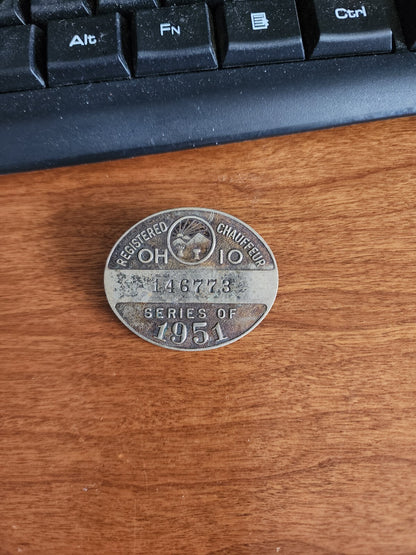 Alt FN Ctrl
REGISTERED CHAUFFEUR
OHIO
146773
SERIES OF
1951